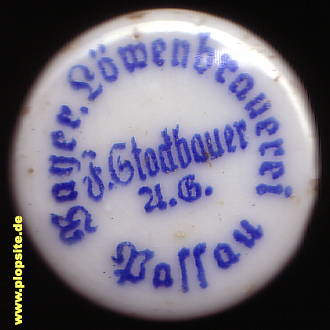 Bayer. Löwenbrauerei
F. Stockbauer
A.G.
Passau
www.plopsite.de